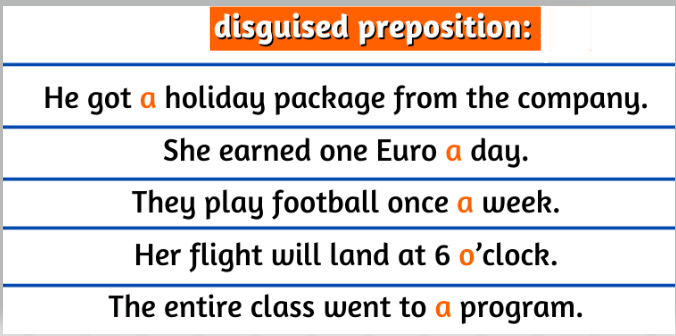 disguised preposition:
He got a holiday package from the company.
She earned one Euro a day.
They play football once a week.
Her flight will land at 6 o’clock.
The entire class went to a program.